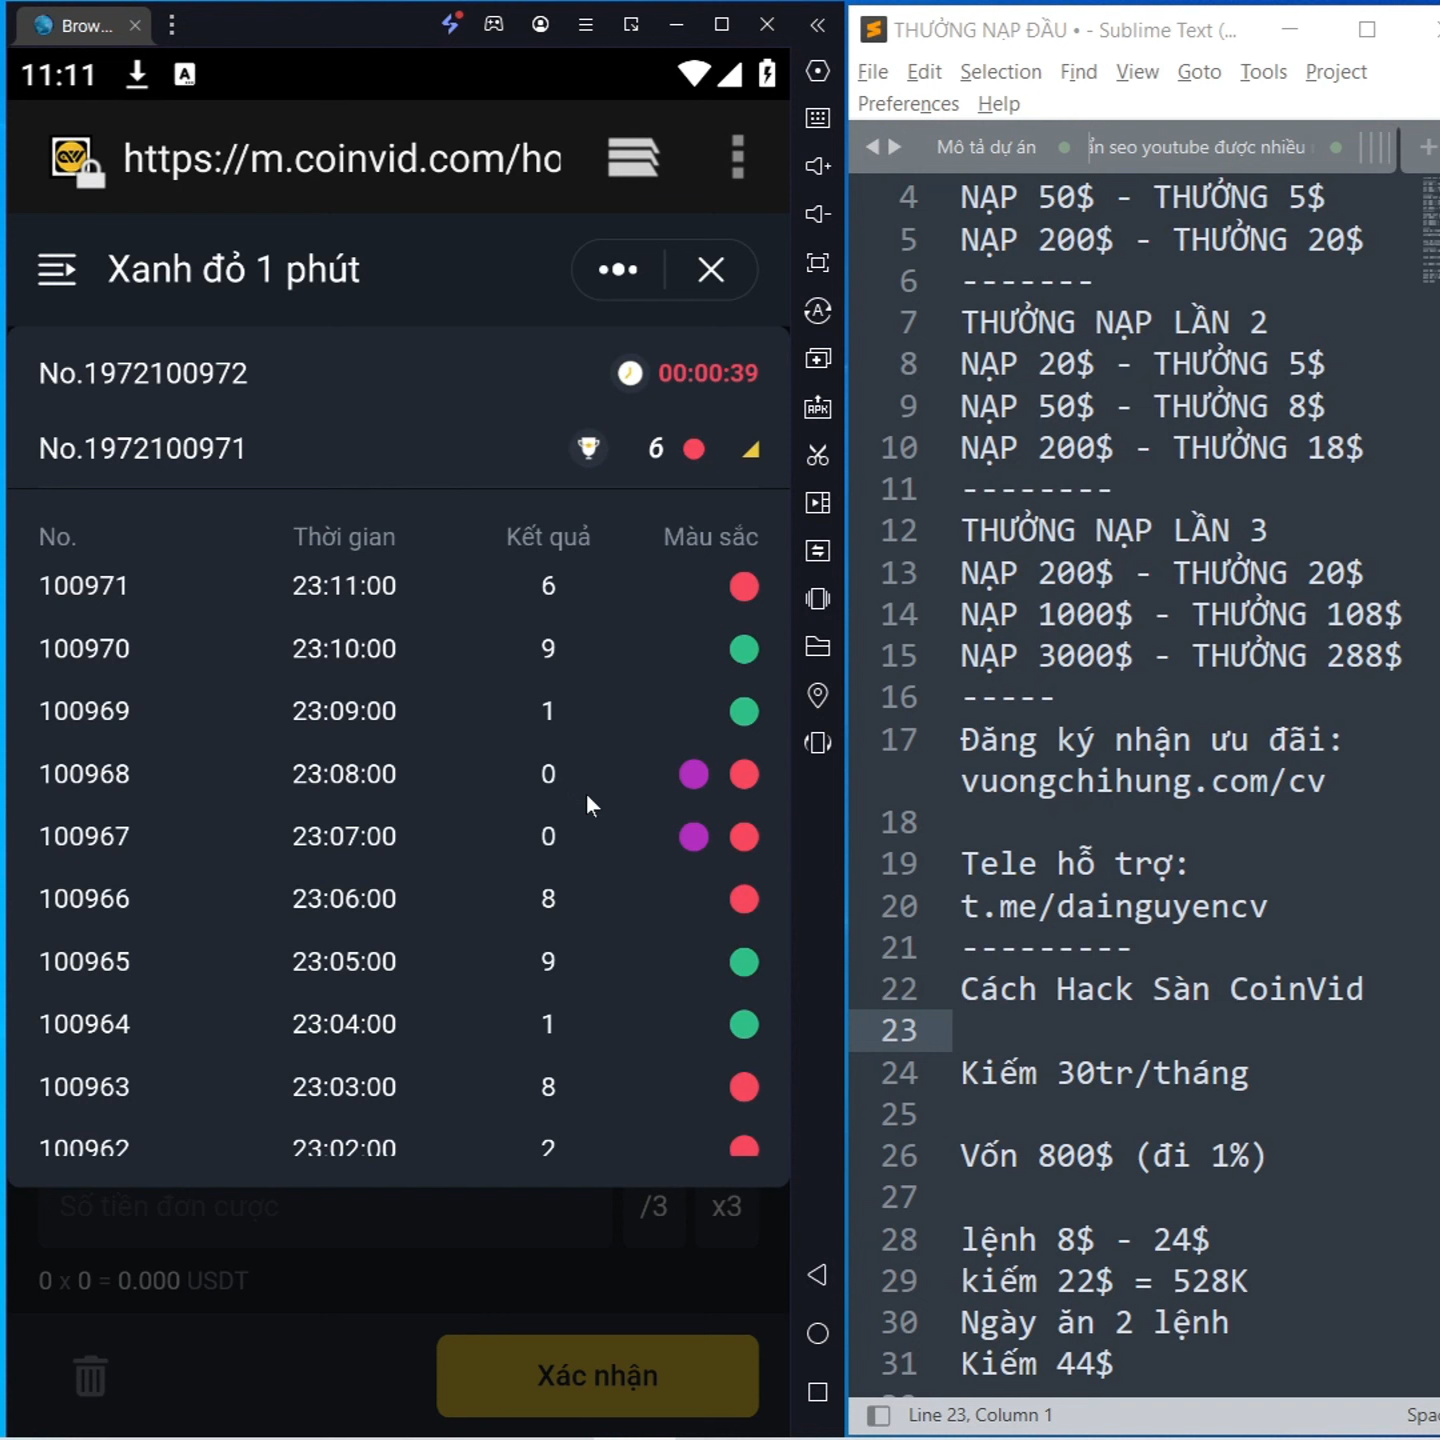 Brow...
11:11
A
https://m.coinvid.com/ho
Xanh đỏ 1 phút
No.1972100972
00:00:39
No.1972100971
6
No. Thời gian Kết quả Màu sắc
100971 23:11:00 6
100970 23:10:00 9
100969 23:09:00 1
100968 23:08:00 0
100967 23:07:00 0
100966 23:06:00 8
100965 23:05:00 9
100964 23:04:00 1
100963 23:03:00 8
100962 23:02:00 2
Số tiền đơn cược
/3 x3
0 x 0 = 0.000 USDT
Xác nhận
APK
THƯỞNG NẠP ĐẦU • - Sublime Text (...
File Edit Selection Find View Goto Tools Project
Preferences Help
Mô tả dự án
ản seo youtube được nhiều
4 NẠP 50$ - THƯỞNG 5$
5 NẠP 200$ - THƯỞNG 20$
6 -------
7 THƯỞNG NẠP LẦN 2
8 NẠP 20$ - THƯỞNG 5$
9 NẠP 50$ - THƯỞNG 8$
10 NẠP 200$ - THƯỞNG 18$
11 --------
12 THƯỞNG NẠP LẦN 3
13 NẠP 200$ - THƯỞNG 20$
14 NẠP 1000$ - THƯỞNG 108$
15 NẠP 3000$ - THƯỞNG 288$
16 -----
17 Đăng ký nhận ưu đãi:
vuongchihung.com/cv
18
19 Tele hỗ trợ:
20 t.me/dainguyencv
21 ---------
22 Cách Hack Sàn CoinVid
23
24 Kiếm 30tr/tháng
25
26 Vốn 800$ (đi 1%)
27
28 lệnh 8$ - 24$
29 kiếm 22$ = 528K
30 Ngày ăn 2 lệnh
31 Kiếm 44$
Line 23, Column 1
Spac